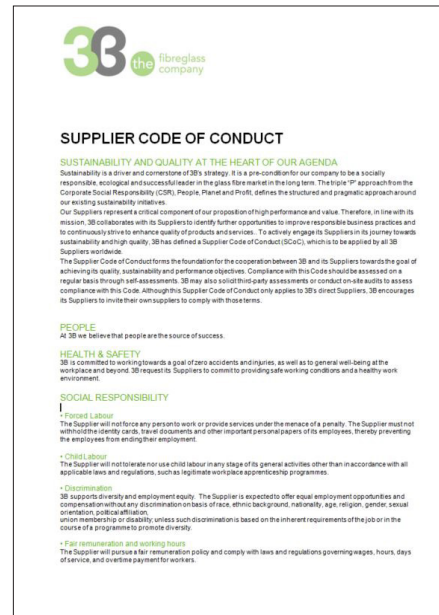 3B the fibreglass
company
SUPPLIER CODE OF CONDUCT
SUSTAINABILITY AND QUALITY AT THE HEART OF OUR AGENDA
Sustainability is a driver and cornerstone of 3B's strategy. It is a pre-condition for our company to be a socially
responsible, ecological and successful leader in the glass fibre market in the long term. The triple “P” approach from the
Corporate Social Responsibility (CSR), People, Planet and Profit, defines the structured and pragmatic approach around
our existing sustainability initiatives.
Our Suppliers represent a critical component of our proposition of high performance and value. Therefore, in line with its
mission, 3B collaborates with its Suppliers to identify further opportunities to improve responsible business practices and
to continuously strive to enhance quality of products and services.. To actively engage its Suppliers in its journey towards
sustainability and high quality, 3B has defined a Supplier Code of Conduct (SCoC), which is to be applied by all 3B
Suppliers worldwide.
The Supplier Code of Conduct forms the foundation for the cooperation between 3B and its Suppliers towards the goal of
achieving its quality, sustainability and performance objectives. Compliance with this Code should be assessed on a
regular basis through self-assessments. 3B may also solicit third-party assessments or conduct on-site audits to assess
compliance with this Code. Although this Supplier Code of Conduct only applies to 3B's direct Suppliers, 3B encourages
its Suppliers to invite their own suppliers to comply with those terms.
PEOPLE
At 3B we believe that people are the source of success.
HEALTH & SAFETY
3B is committed to working towards a goal of zero accidents and injuries, as well as to general well-being at the
workplace and beyond. 3B request its Suppliers to commit to providing safe working conditions and a healthy work
environment.
SOCIAL RESPONSIBILITY
• Forced Labour
The Supplier will not force any person to work or provide services under the menace of a penalty. The Supplier must not
withhold the identity cards, travel documents and other important personal papers of its employees, thereby preventing
the employees from ending their employment.
• Child Labour
The Supplier will not tolerate nor use child labour in any stage of its general activities other than in accordance with all
applicable laws and regulations, such as legitimate workplace apprenticeship programmes.
• Discrimination
3B supports diversity and employment equity. The Supplier is expected to offer equal employment opportunities and
compensation without any discrimination on basis of race, ethnic background, nationality, age, religion, gender, sexual
orientation, political affiliation,
union membership or disability; unless such discrimination is based on the inherent requirements of the job or in the
course of a programme to promote diversity.
• Fair remuneration and working hours
The Supplier will pursue a fair remuneration policy and comply with laws and regulations governing wages, hours, days
of service, and overtime payment for workers.